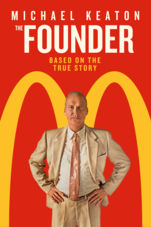 MICHAEL KEATON
THE FOUNDER
BASED ON THE
TRUE STORY